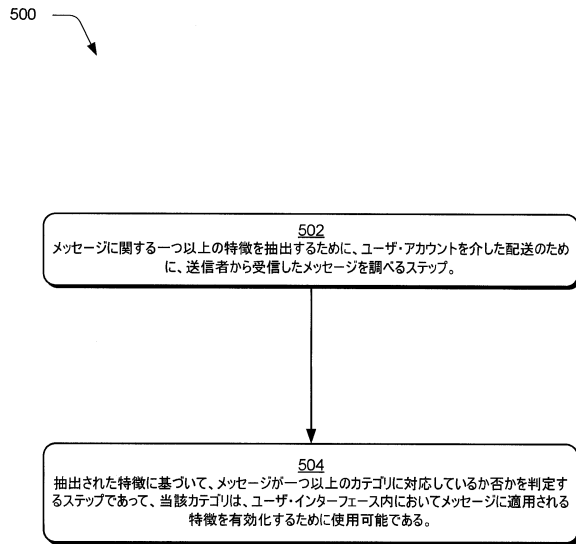 500
502
メッセージに関する一つ以上の特徴を抽出するために、ユーザ・アカウントを介した配送のため
に、送信者から受信したメッセージを調べるステップ。
504
抽出された特徴に基づいて、メッセージが一つ以上のカテゴリに対応しているか否かを判定す
るステップであって、当該カテゴリは、ユーザ・インターフェース内においてメッセージに適用される
特徴を有効化するために使用可能である。